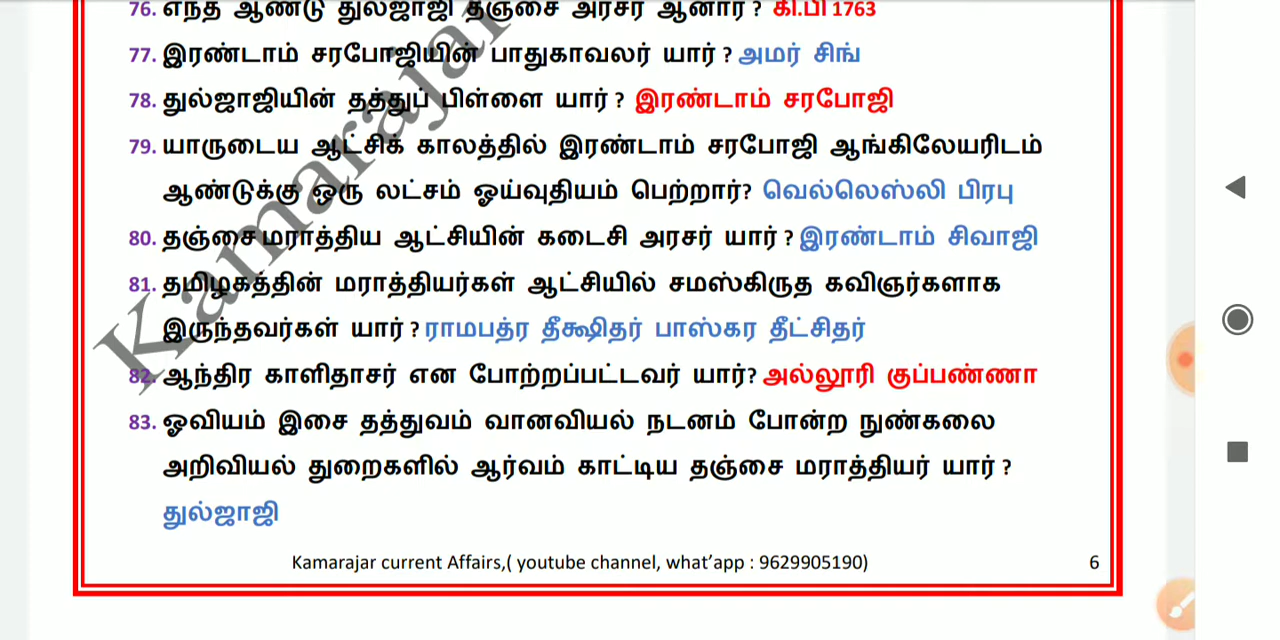 76. எந்த ஆண்டு துல்ஜாஜி தஞ்சை அரசர் ஆனார் ? கி.பி 1763
77. இரண்டாம் சரபோஜியின் பாதுகாவலர் யார் ? அமர் சிங்
78. துல்ஜாஜியின் தத்துப் பிள்ளை யார் ? இரண்டாம் சரபோஜி
79. யாருடைய ஆட்சிக் காலத்தில் இரண்டாம் சரபோஜி ஆங்கிலேயரிடம்
ஆண்டுக்கு ஒரு லட்சம் ஓய்வுதியம் பெற்றார்? வெல்லெஸ்லி பிரபு
80. தஞ்சைமராத்திய ஆட்சியின் கடைசி அரசர் யார் ? இரண்டாம் சிவாஜி
81. தமிழகத்தின் மராத்தியர்கள் ஆட்சியில் சமஸ்கிருத கவிஞர்களாக
இருந்தவர்கள் யார் ? ராமபத்ர தீக்ஷிதர் பாஸ்கர தீட்சிதர்
82. ஆந்திர காளிதாசர் என போற்றப்பட்டவர் யார்? அல்லூரி குப்பண்ணா
83. ஓவியம் இசை தத்துவம் வானவியல் நடனம் போன்ற நுண்கலை
அறிவியல் துறைகளில் ஆர்வம் காட்டிய தஞ்சை மராத்தியர் யார் ?
துல்ஜாஜி
Kamarajar
Kamarajar current Affairs,( youtube channel, what'app : 9629905190) 6